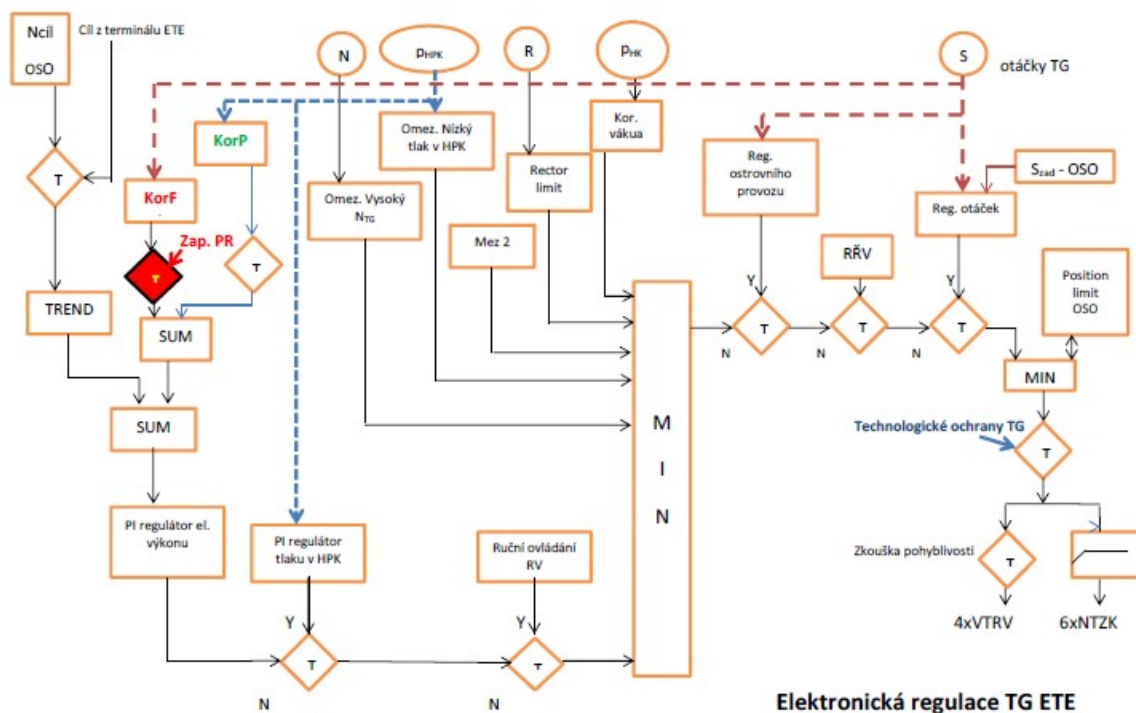 Ncíl
OSO
Cíl z terminálu ETE
N
pHPK
R
pHK
S
otáčky TG
KorP
Omez. Nízký
tlak v HPK
Kor.
vákua
T
KorF
Zap. PR
T
T
Omez. Vysoký
NTG
Rector
limit
Mez 2
Reg.
ostrovního
provozu
Szad - OSO
Reg. otáček
RŘV
Position
limit
OSO
TREND
SUM
Y
Y
T
T
T
N
N
N
MIN
SUM
M
I
N
Technologické ochrany TG
T
PI regulátor el.
výkonu
PI regulátor
tlaku v HPK
Ruční ovládání
RV
Zkouška pohyblivosti
T
4xVTRV
6xNTZK
Y
Y
T
T
N
N
Elektronická regulace TG ETE